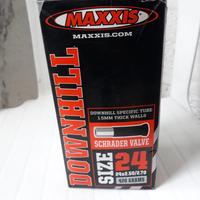 MAXXIS
MAXXIS.COM
DOWNHILL
DOWNHILL SPECIFIC TUBE
1.5MM THICK WALLS
SCHRADER VALVE
SIZE 24
24x2.50/2.70